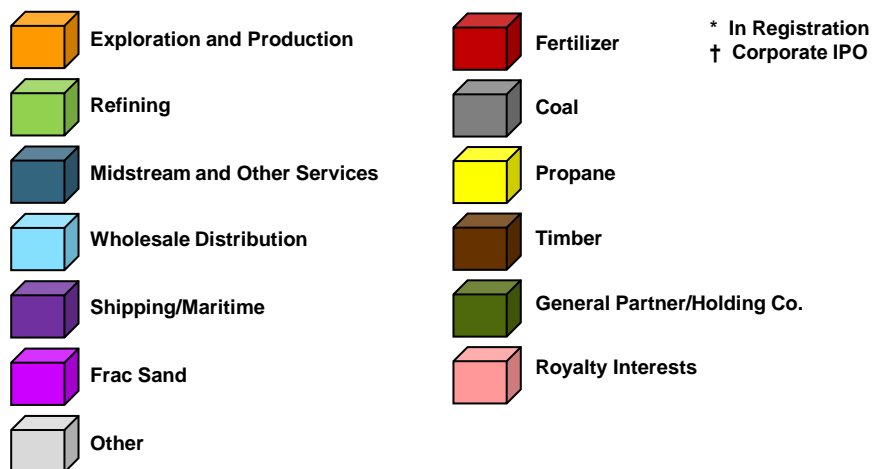 Exploration and Production
Refining
Midstream and Other Services
Wholesale Distribution
Shipping/Maritime
Frac Sand
Other
Fertilizer
Coal
Propane
Timber
General Partner/Holding Co.
Royalty Interests
* In Registration
† Corporate IPO